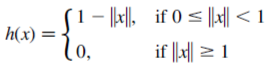 h(x) = { 1 − ‖x‖, if 0 ≤ ‖x‖ < 1
0, if ‖x‖ ≥ 1